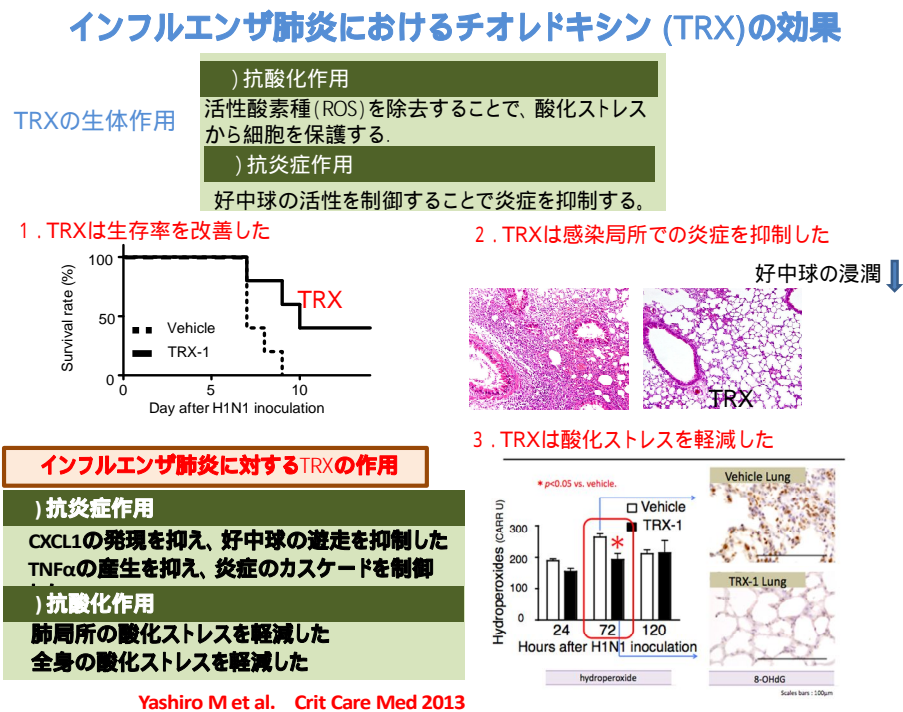 インフルエンザ肺炎におけるチオレドキシン (TRX)の効果
TRXの生体作用
) 抗酸化作用
活性酸素種(ROS)を除去することで、酸化ストレス
から細胞を保護する.
) 抗炎症作用
好中球の活性を制御することで炎症を抑制する。
1 . TRXは生存率を改善した
Survival rate (%)
100
50
0
TRX
Vehicle
TRX-1
0 5 10
Day after H1N1 inoculation
2 . TRXは感染局所での炎症を抑制した
好中球の浸潤
TRX
インフルエンザ肺炎に対するTRXの作用
) 抗炎症作用
CXCL1の発現を抑え、好中球の遊走を抑制した
TNFαの産生を抑え、炎症のカスケードを制御
) 抗酸化作用
肺局所の酸化ストレスを軽減した
全身の酸化ストレスを軽減した
Yashiro M et al. Crit Care Med 2013
3 . TRXは酸化ストレスを軽減した
* p<0.05 vs. vehicle.
Vehicle
TRX-1
Hydroperoxides (CARR U)
300
200
100
0
*
24 72 120
Hours after H1N1 inoculation
hydroperoxide
Vehicle Lung
TRX-1 Lung
8-OHdG
Scales bars : 100μm